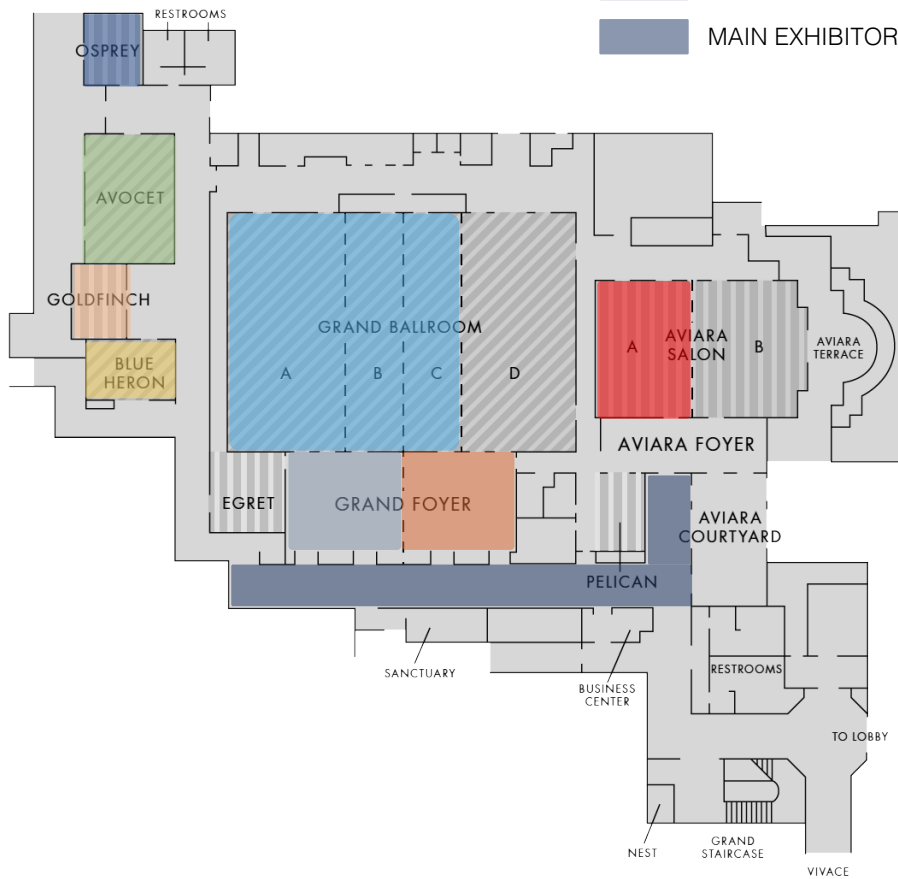 MAIN EXHIBITOR
RESTROOMS
OSPREY
AVOCET
GOLDFINCH
BLUE
HERON
GRAND BALLROOM
A
B
C
D
A
AVIARA
SALON
B
AVIARA
TERRACE
AVIARA FOYER
EGRET
GRAND FOYER
AVIARA
COURTYARD
PELICAN
SANCTUARY
BUSINESS
CENTER
RESTROOMS
TO LOBBY
NEST
GRAND
STAIRCASE
VIVACE